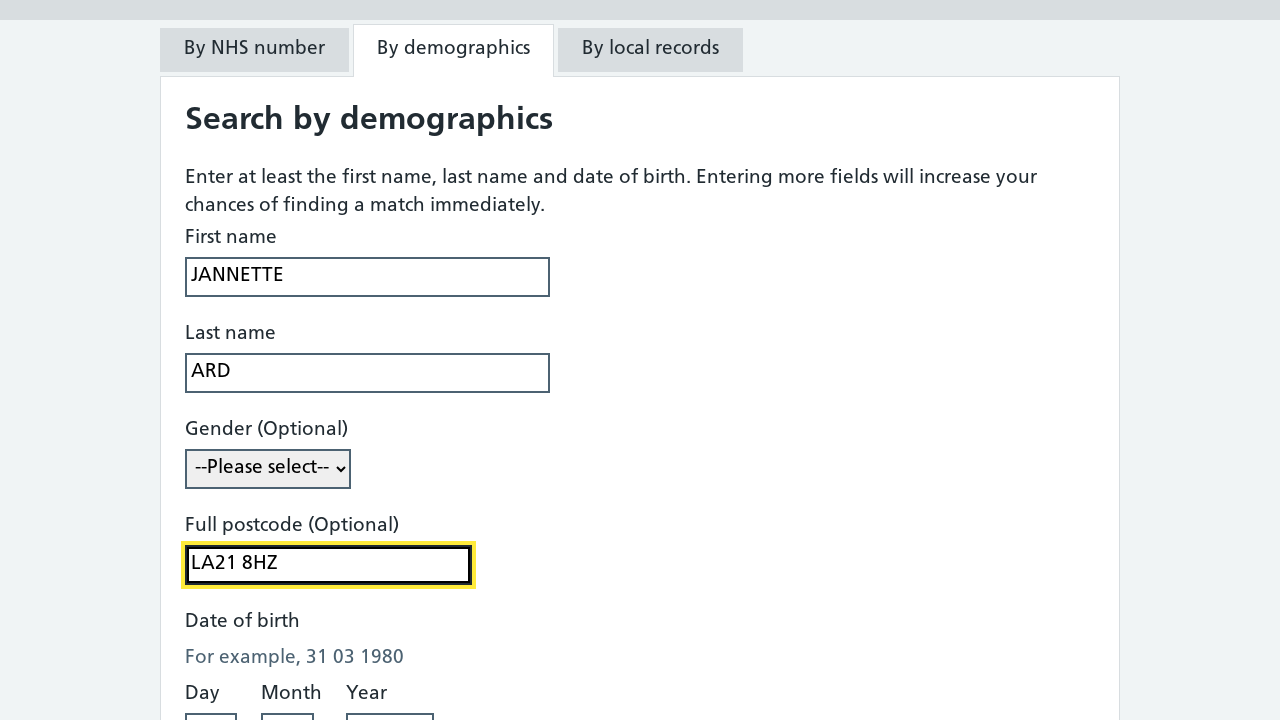 By NHS number
By demographics
By local records
Search by demographics
Enter at least the first name, last name and date of birth. Entering more fields will increase your
chances of finding a match immediately.
First name
JANNETTE
Last name
ARD
Gender (Optional)
--Please select--
Full postcode (Optional)
LA21 8HZ
Date of birth
For example, 31 03 1980
Day Month Year